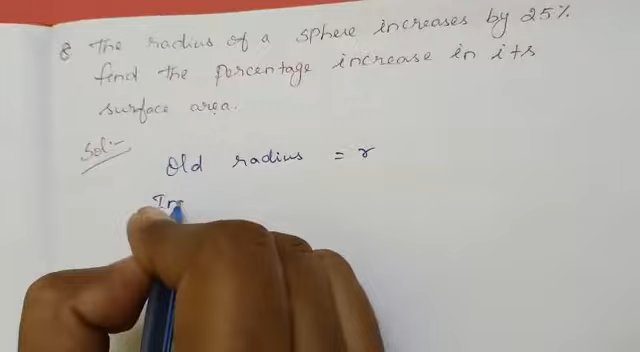 8 The radius of a sphere increases by 25%
find the percentage increase in its
surface area.
Sol:-
Old radius = r
In